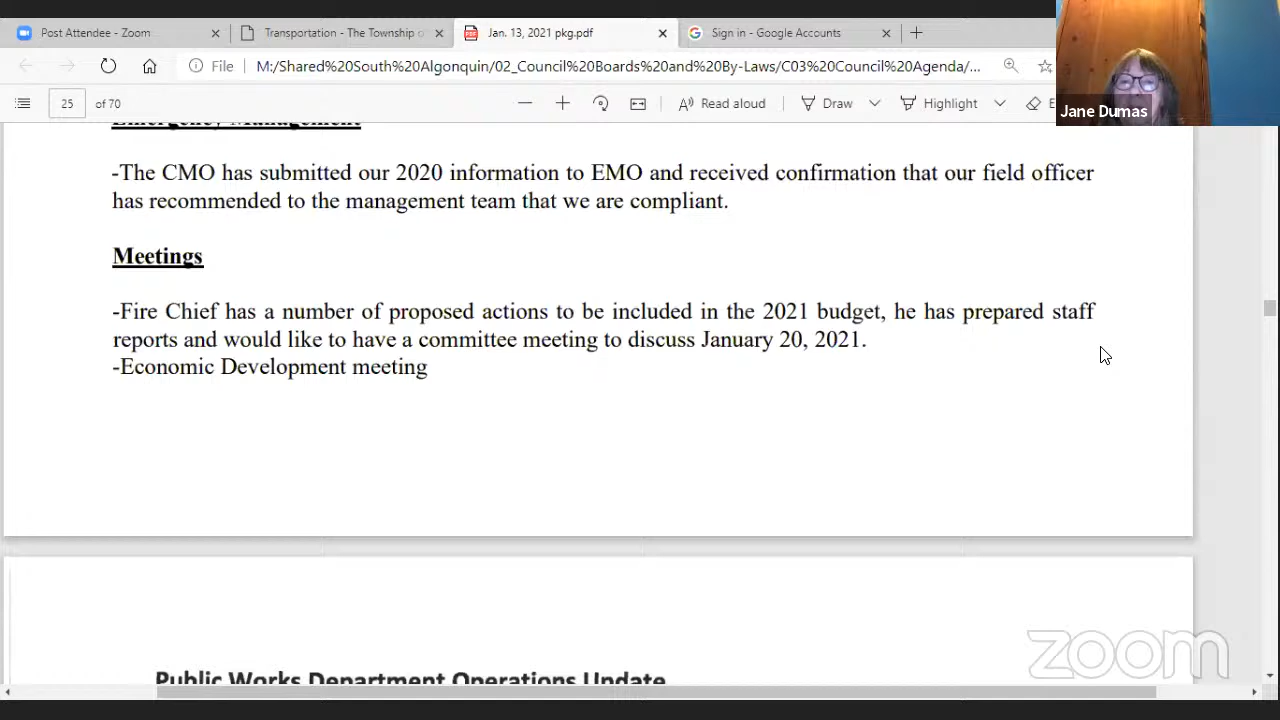 Post Attendee - Zoom
Transportation - The Township o
Jan. 13, 2021 pkg.pdf
Sign in - Google Accounts
File
M:/Shared%20South%20Algonquin/02_Council%20Boards%20and%20By-Laws/C03%20Council%20Agenda/...
25 of 70
Read aloud
Draw
Highlight
E
Jane Dumas
Emergency Management
-The CMO has submitted our 2020 information to EMO and received confirmation that our field officer
has recommended to the management team that we are compliant.
Meetings
-Fire Chief has a number of proposed actions to be included in the 2021 budget, he has prepared staff
reports and would like to have a committee meeting to discuss January 20, 2021.
-Economic Development meeting
Public Works Department Operations Update
zoom